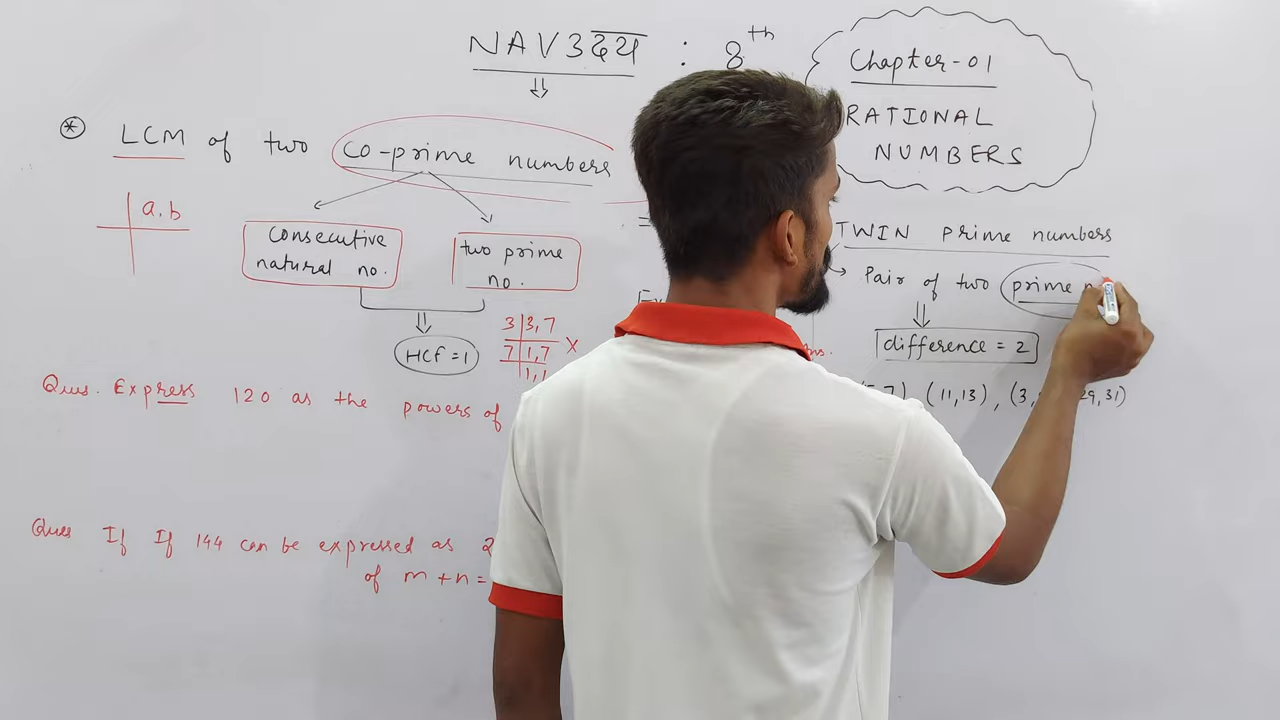 NAVउदय : 8th
Chapter-01
RATIONAL
NUMBERS
* LCM of two co-prime numbers
a.b
consecutive
natural no.
two prime
no.
HCF = 1
3 | 3, 7
7 | 1, 7
1, 1
X
=
TWIN prime numbers
Pair of two prime
difference = 2
(11,13), (3, 29, 31)
Ques. Express 120 as the powers of
Ques If If 144 can be expressed as 2
of m + n =